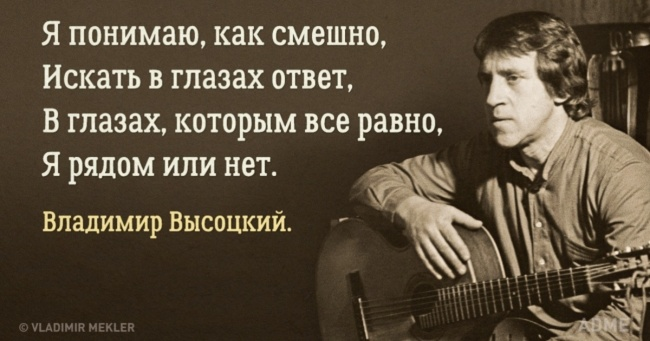 Я понимаю, как смешно,
Искать в глазах ответ,
В глазах, которым все равно,
Я рядом или нет.
Владимир Высоцкий.
© VLADIMIR MEKLER
ADME